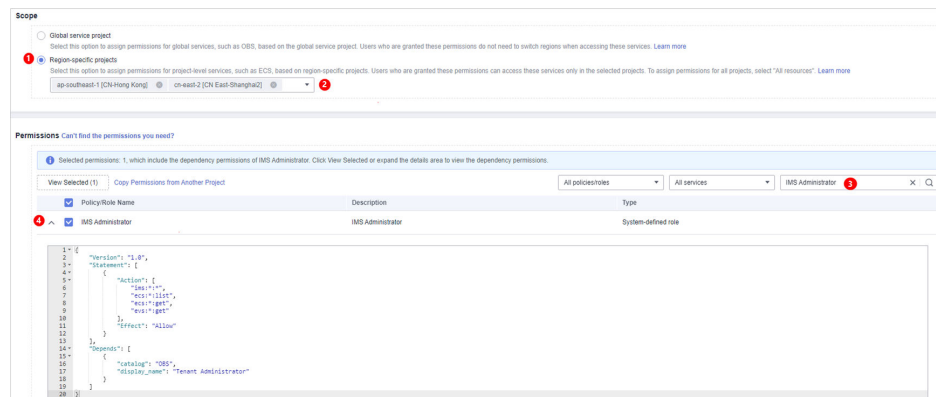 Scope
Global service project
Select this option to assign permissions for global services, such as OBS, based on the global service project. Users who are granted these permissions do not need to switch regions when accessing these services. Learn more
1 Region-specific projects
Select this option to assign permissions for project-level services, such as ECS, based on region-specific projects. Users who are granted these permissions can access these services only in the selected projects. To assign permissions for all projects, select "All resources". Learn more
ap-southeast-1 [CN-Hong Kong] cn-east-2 [CN East-Shanghai2] 2
Permissions Can't find the permissions you need?
Selected permissions: 1, which include the dependency permissions of IMS Administrator. Click View Selected or expand the details area to view the dependency permissions.
View Selected (1) Copy Permissions from Another Project All policies/roles All services IMS Administrator 3 X
Policy/Role Name Description Type
4 IMS Administrator IMS Administrator System-defined role
1 {
2 "Version": "1.0",
3 "Statement": [
4 {
5 "Action": [
6 "ims:*:*",
7 "ecs:*:list",
8 "ecs:*:get",
9 "evs:*:get"
10 ],
11 "Effect": "Allow"
12 }
13 ],
14 "Depends": [
15 {
16 "catalog": "OBS",
17 "display_name": "Tenant Administrator"
18 }
19 ]
20 }